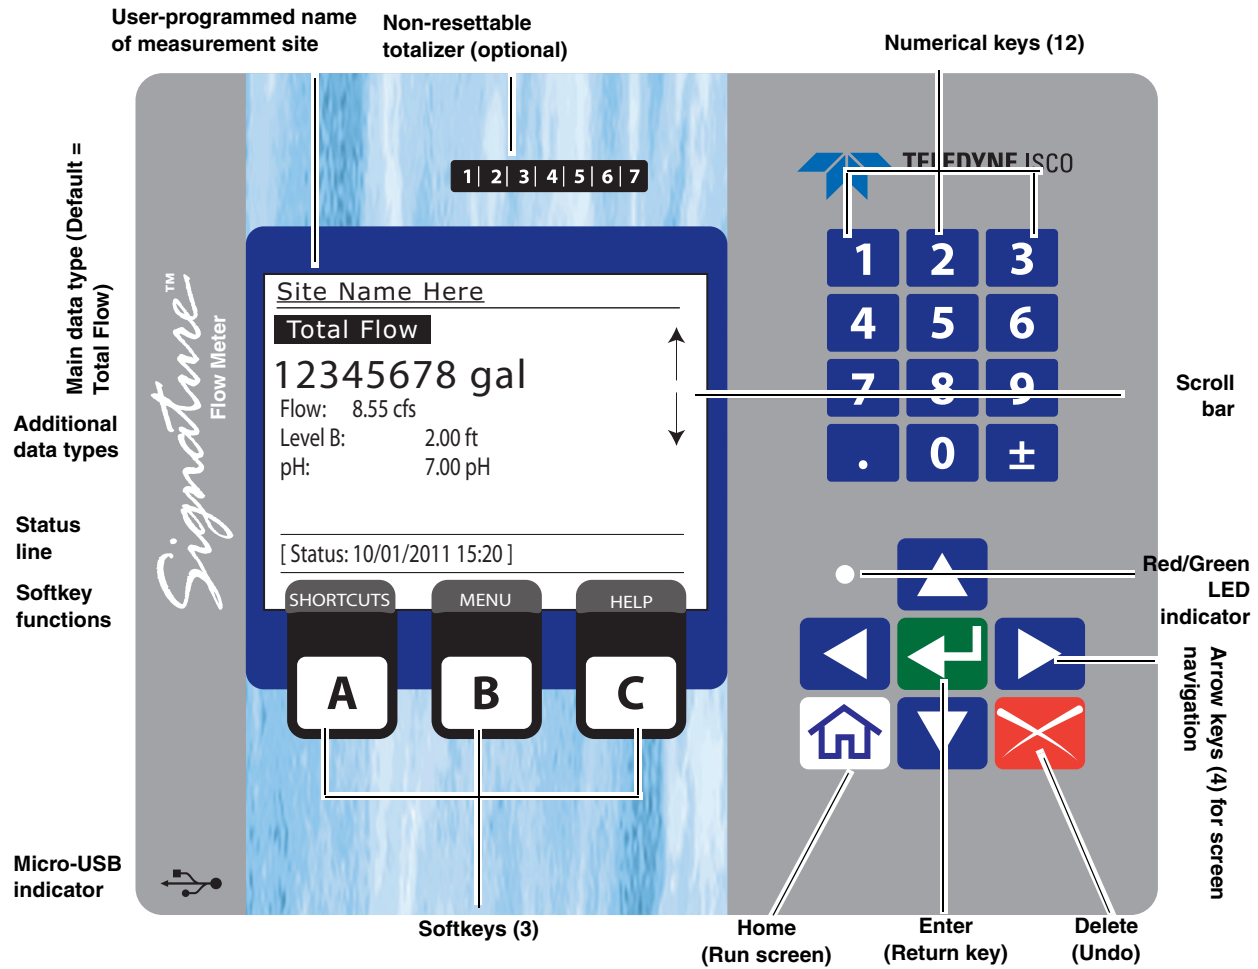 User-programmed name
of measurement site
Non-resettable
totalizer (optional)
Numerical keys (12)
Main data type (Default =
Total Flow)
Additional
data types
Status
line
Softkey
functions
Micro-USB
indicator
Signature™
Flow Meter
1| 2| 3| 4| 5| 6| 7
TELEDYNE ISCO
Site Name Here
Total Flow
12345678 gal
Flow: 8.55 cfs
Level B: 2.00 ft
pH: 7.00 pH
[ Status: 10/01/2011 15:20 ]
SHORTCUTS MENU HELP
A B C
1 2 3
4 5 6
7 8 9
. 0 ±
Scroll
bar
Red/Green
LED
indicator
Arrow keys (4) for screen
navigation
Softkeys (3)
Home
(Run screen)
Enter
(Return key)
Delete
(Undo)